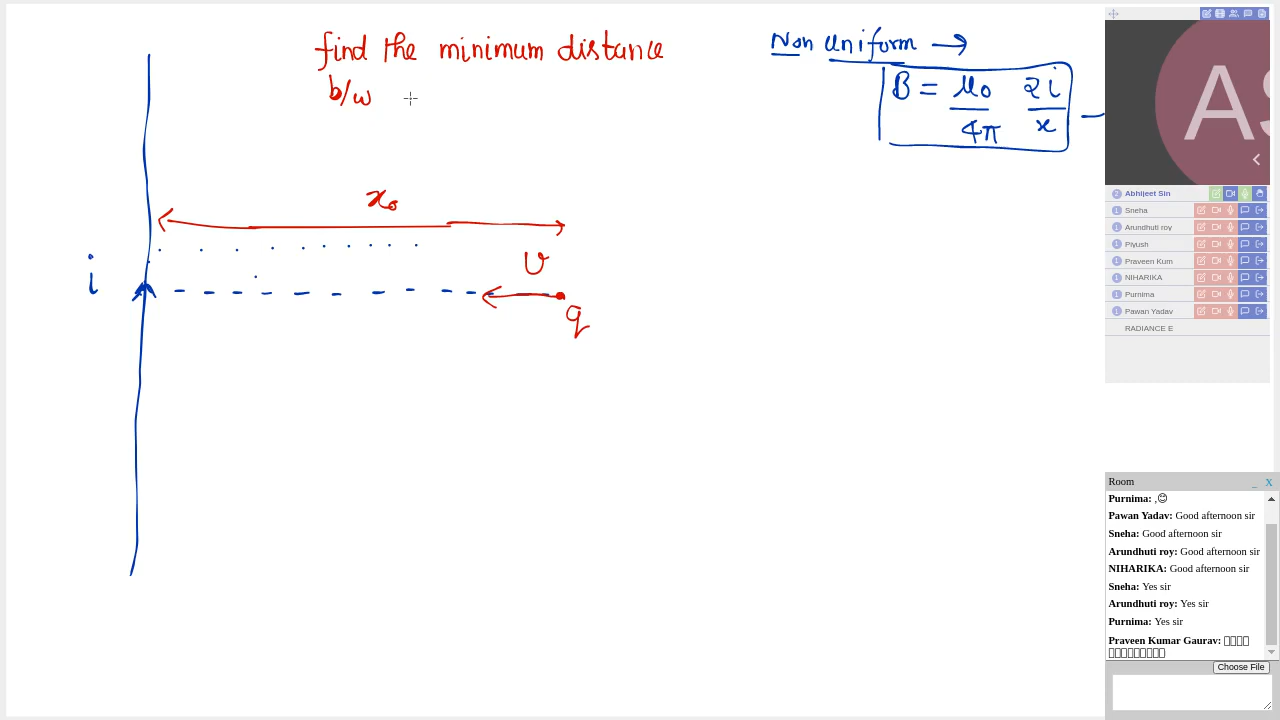 find the minimum distance
b/w
Non uniform →
B = μ₀ 2i
4π x
x₀
i
v
q
AS
Abhijeet Sin
Sneha
Arundhuti roy
Piyush
Praveen Kum
NIHARIKA
Purnima
Pawan Yadav
RADIANCE E
Room _ X
Purnima: ,😊
Pawan Yadav: Good afternoon sir
Sneha: Good afternoon sir
Arundhuti roy: Good afternoon sir
NIHARIKA: Good afternoon sir
Sneha: Yes sir
Arundhuti roy: Yes sir
Purnima: Yes sir
Praveen Kumar Gaurav:
Choose File